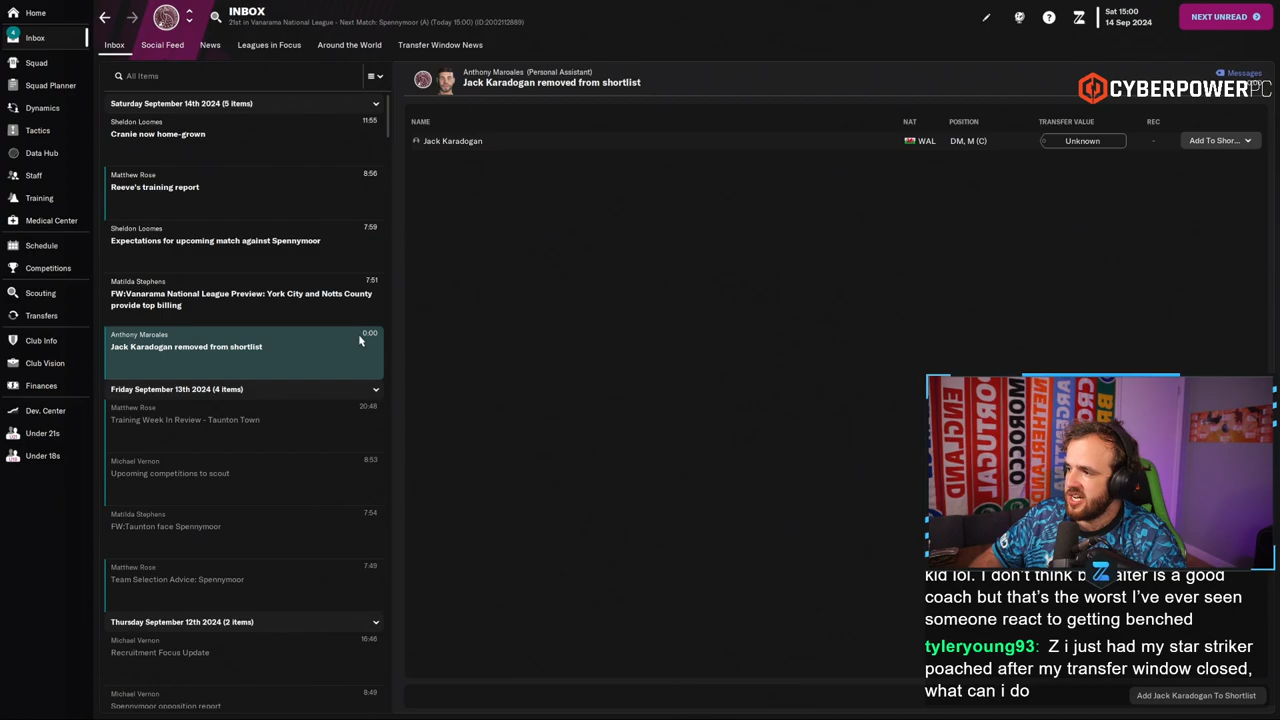 Home
4
Inbox
Squad
Squad Planner
Dynamics
Tactics
Data Hub
Staff
Training
Medical Center
Schedule
Competitions
Scouting
Transfers
Club Info
Club Vision
Finances
Dev. Center
Under 21s
Under 18s
INBOX
21st in Vanarama National League - Next Match: Spennymoor (A) (Today 15:00) (ID:2002112889)
Sat 15:00
14 Sep 2024
NEXT UNREAD
Inbox
Social Feed
News
Leagues in Focus
Around the World
Transfer Window News
All Items
Saturday September 14th 2024 (5 items)
Sheldon Loomes 11:55
Cranie now home-grown
Matthew Rose 8:56
Reeve's training report
Sheldon Loomes 7:59
Expectations for upcoming match against Spennymoor
Matilda Stephens 7:51
FW:Vanarama National League Preview: York City and Notts County
provide top billing
Anthony Maroales 0:00
Jack Karadogan removed from shortlist
Friday September 13th 2024 (4 items)
Matthew Rose 20:48
Training Week In Review - Taunton Town
Michael Vernon 8:53
Upcoming competitions to scout
Matilda Stephens 7:54
FW:Taunton face Spennymoor
Matthew Rose 7:49
Team Selection Advice: Spennymoor
Thursday September 12th 2024 (2 items)
Michael Vernon 16:46
Recruitment Focus Update
Michael Vernon 8:49
Spennymoor opposition report
Anthony Maroales (Personal Assistant)
Jack Karadogan removed from shortlist
Messages
CYBERPOWERPC
NAME NAT POSITION TRANSFER VALUE REC
Jack Karadogan WAL DM, M (C) Unknown - Add To Shor...
ENGLAND
PORTUGAL
MOROCCO
kid lol. I don't think
is a good
coach but that's the worst I've ever seen
someone react to getting benched
tyleryoung93: Z i just had my star striker
poached after my transfer window closed,
what can i do
Add Jack Karadogan To Shortlist